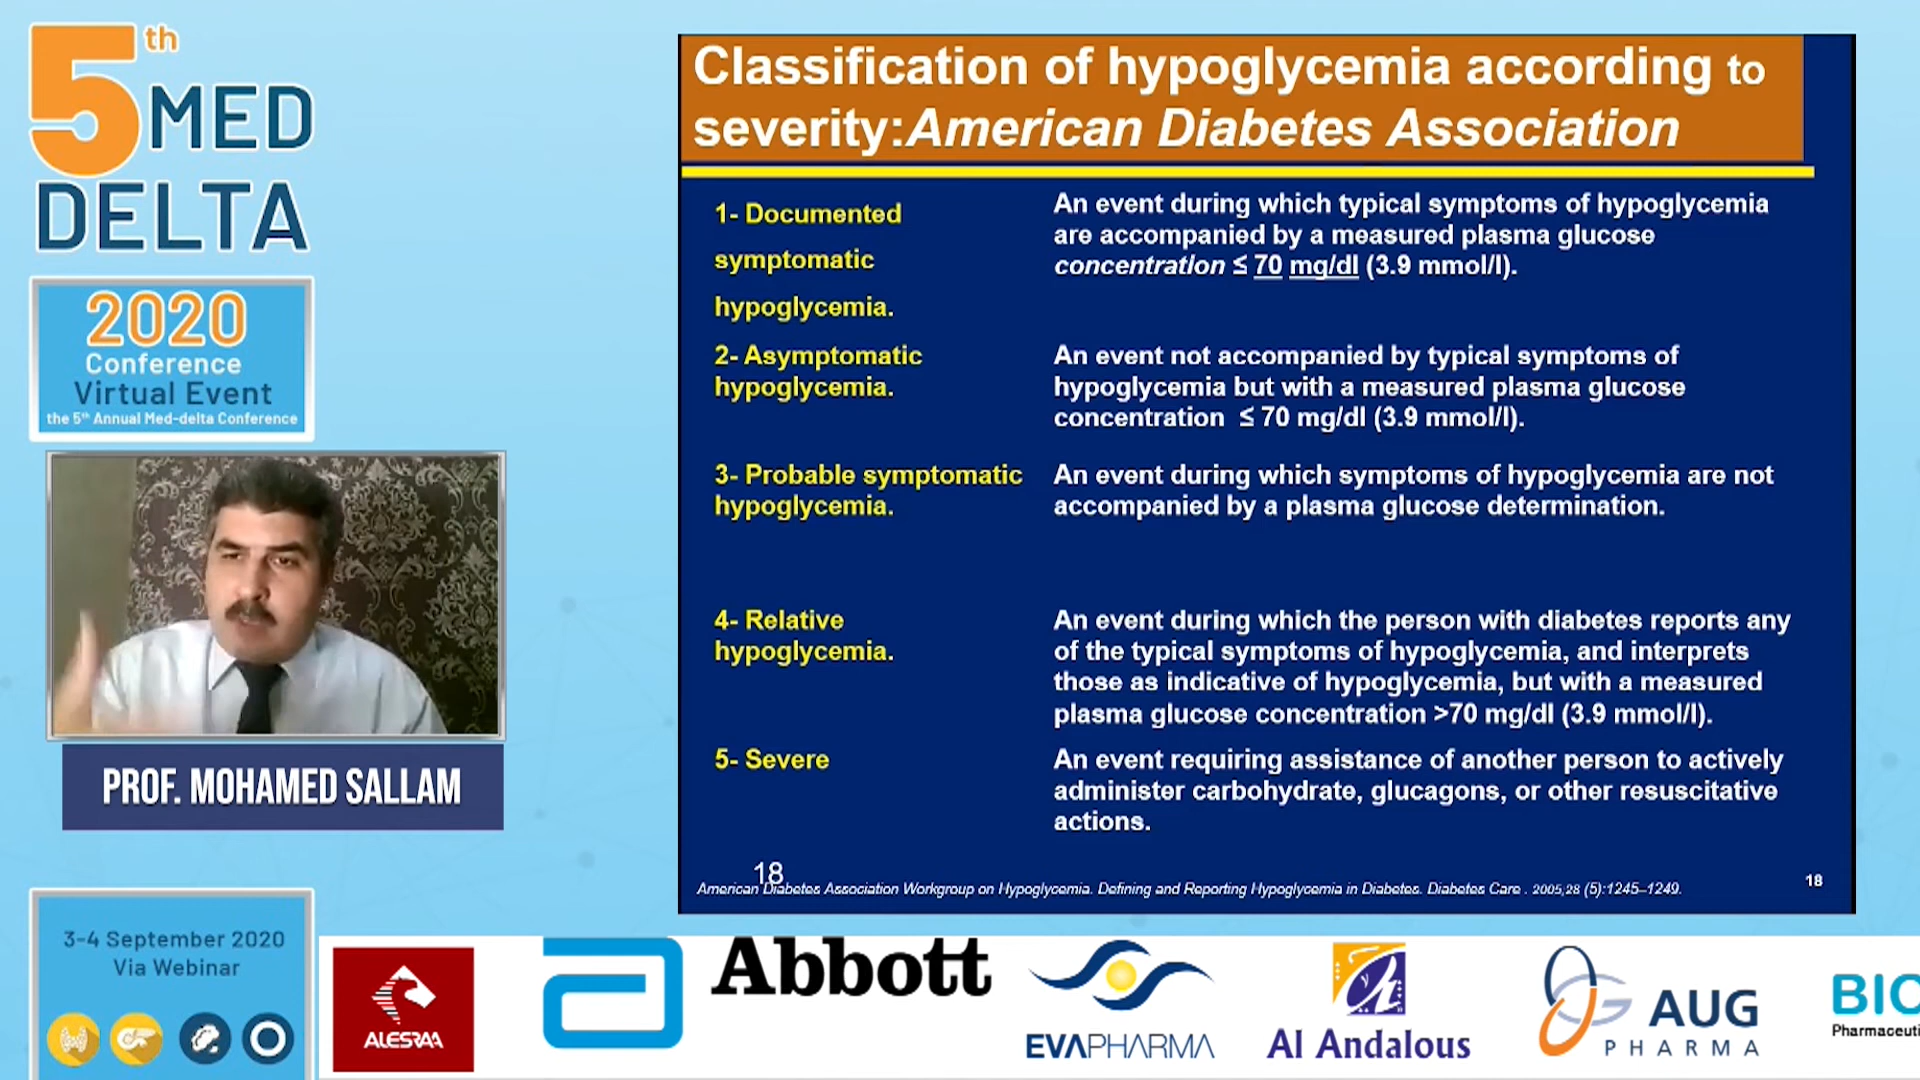 5th
MED
DELTA
2020
Conference
Virtual Event
the 5th Annual Med-delta Conference
PROF. MOHAMED SALLAM
3-4 September 2020
Via Webinar
Classification of hypoglycemia according to
severity:American Diabetes Association
1- Documented
symptomatic
hypoglycemia.
An event during which typical symptoms of hypoglycemia
are accompanied by a measured plasma glucose
concentration ≤ 70 mg/dl (3.9 mmol/l).
2- Asymptomatic
hypoglycemia.
An event not accompanied by typical symptoms of
hypoglycemia but with a measured plasma glucose
concentration ≤ 70 mg/dl (3.9 mmol/l).
3- Probable symptomatic
hypoglycemia.
An event during which symptoms of hypoglycemia are not
accompanied by a plasma glucose determination.
4- Relative
hypoglycemia.
An event during which the person with diabetes reports any
of the typical symptoms of hypoglycemia, and interprets
those as indicative of hypoglycemia, but with a measured
plasma glucose concentration >70 mg/dl (3.9 mmol/l).
5- Severe
An event requiring assistance of another person to actively
administer carbohydrate, glucagons, or other resuscitative
actions.
18
American Diabetes Association Workgroup on Hypoglycemia. Defining and Reporting Hypoglycemia in Diabetes. Diabetes Care . 2005;28 (5):1245–1249.
18
ALESRAA
Abbott
EVAPHARMA
Al Andalous
AUG
PHARMA
BIO
Pharmaceuti